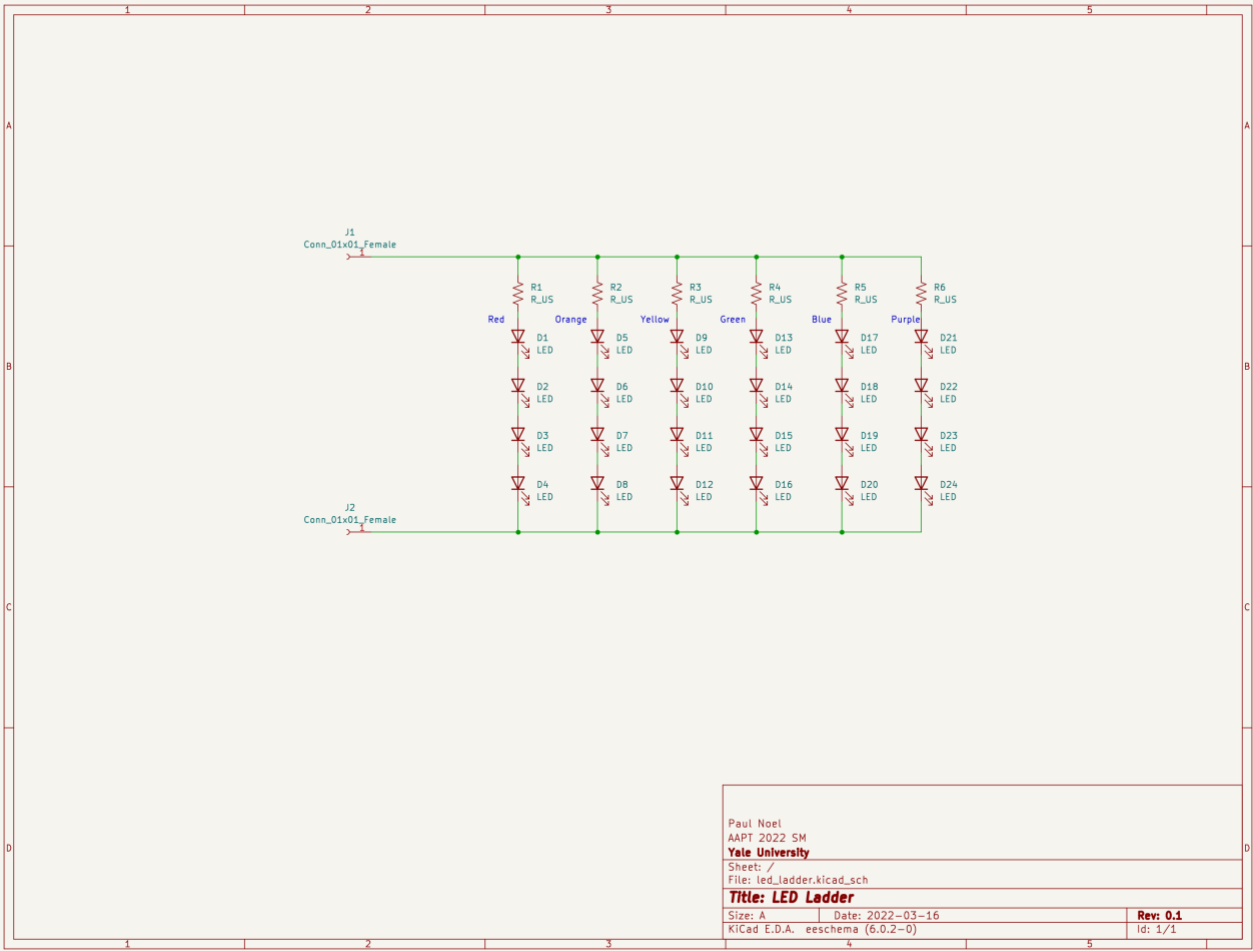 1 2 3 4 5
A A
J1
Conn_01x01_Female
1
R1 R2 R3 R4 R5 R6
R_US R_US R_US R_US R_US R_US
Red Orange Yellow Green Blue Purple
D1 D5 D9 D13 D17 D21
LED LED LED LED LED LED
B B
D2 D6 D10 D14 D18 D22
LED LED LED LED LED LED
D3 D7 D11 D15 D19 D23
LED LED LED LED LED LED
D4 D8 D12 D16 D20 D24
LED LED LED LED LED LED
J2
Conn_01x01_Female
1
C C
Paul Noel
AAPT 2022 SM
D D
Yale University
Sheet: /
File: led_ladder.kicad_sch
Title: LED Ladder
Size: A Date: 2022-03-16 Rev: 0.1
KiCad E.D.A. eeschema (6.0.2-0) Id: 1/1
1 2 3 4 5